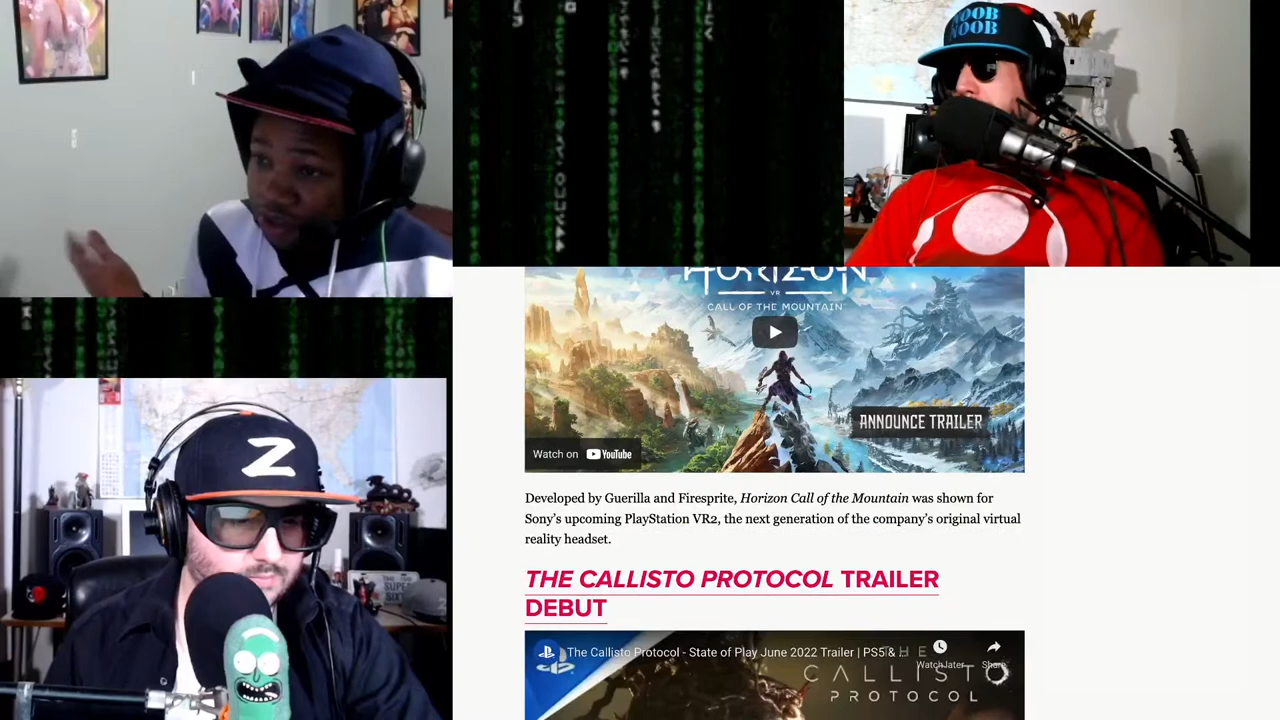 NOOB
NOOB
Z
HORIZON
VR
CALL OF THE MOUNTAIN
ANNOUNCE TRAILER
Watch on YouTube
Developed by Guerilla and Firesprite, Horizon Call of the Mountain was shown for
Sony's upcoming PlayStation VR2, the next generation of the company's original virtual
reality headset.
THE CALLISTO PROTOCOL TRAILER
DEBUT
The Callisto Protocol - State of Play June 2022 Trailer | PS5 & ...
Watch Later
Share
THE
CALLISTO
PROTOCOL